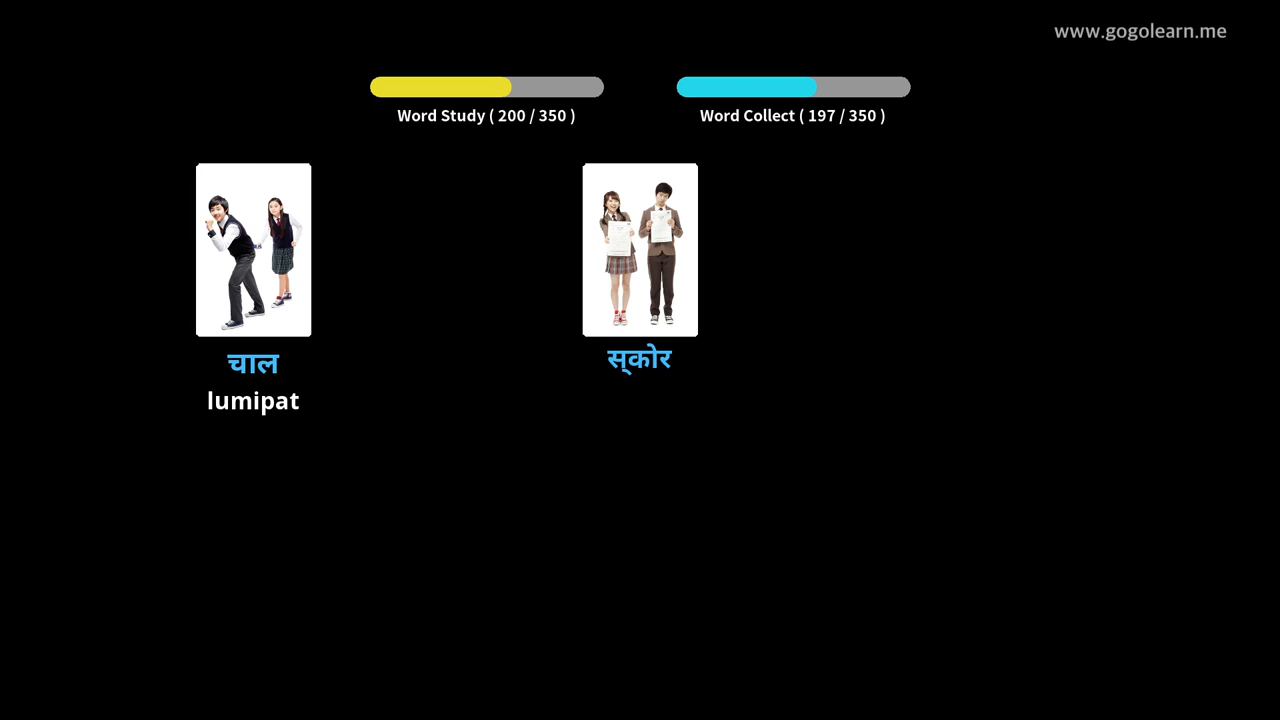 www.gogolearn.me
Word Study ( 200 / 350 )
Word Collect ( 197 / 350 )
चाल
lumipat
स्कोर